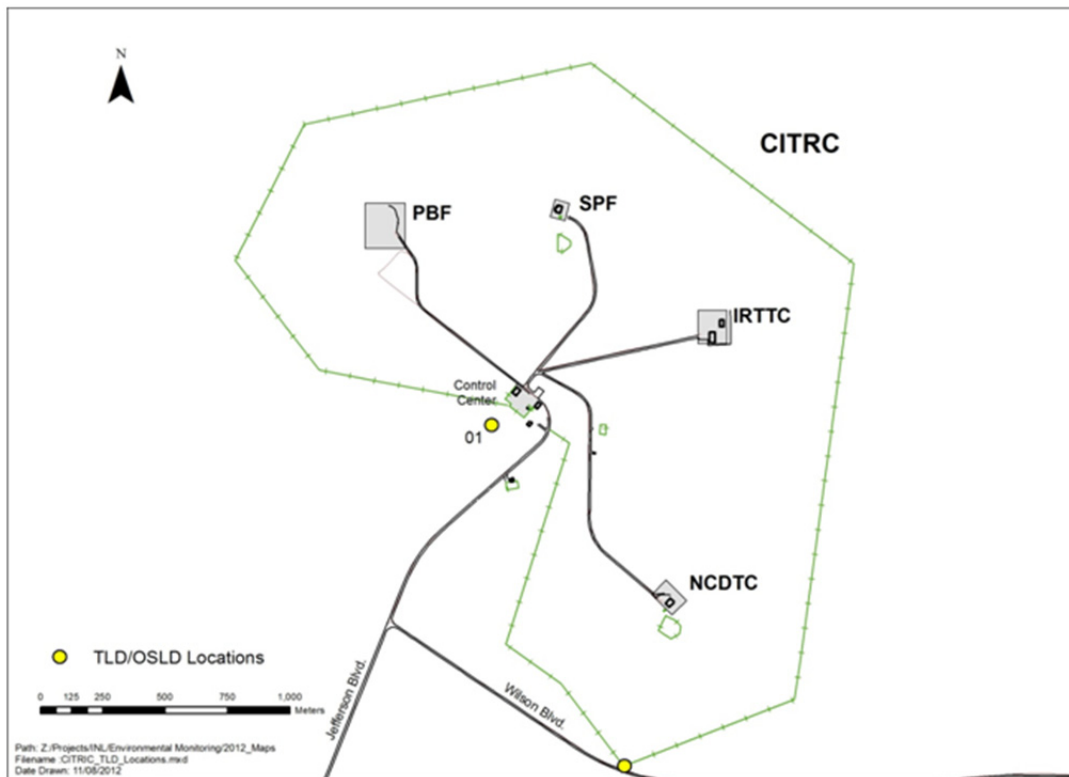 N
CITRC
SPF
PBF
IRTTC
Control
Center
01
NCDTC
TLD/OSLD Locations
Jefferson Blvd.
Wilson Blvd.
0 125 250 500 750 1,000
Meters
Path: Z:/Projects/INL/Environmental Monitoring/2012_Maps
Filename :CITRIC_TLD_Locations.mxd
Date Drawn: 11/08/2012